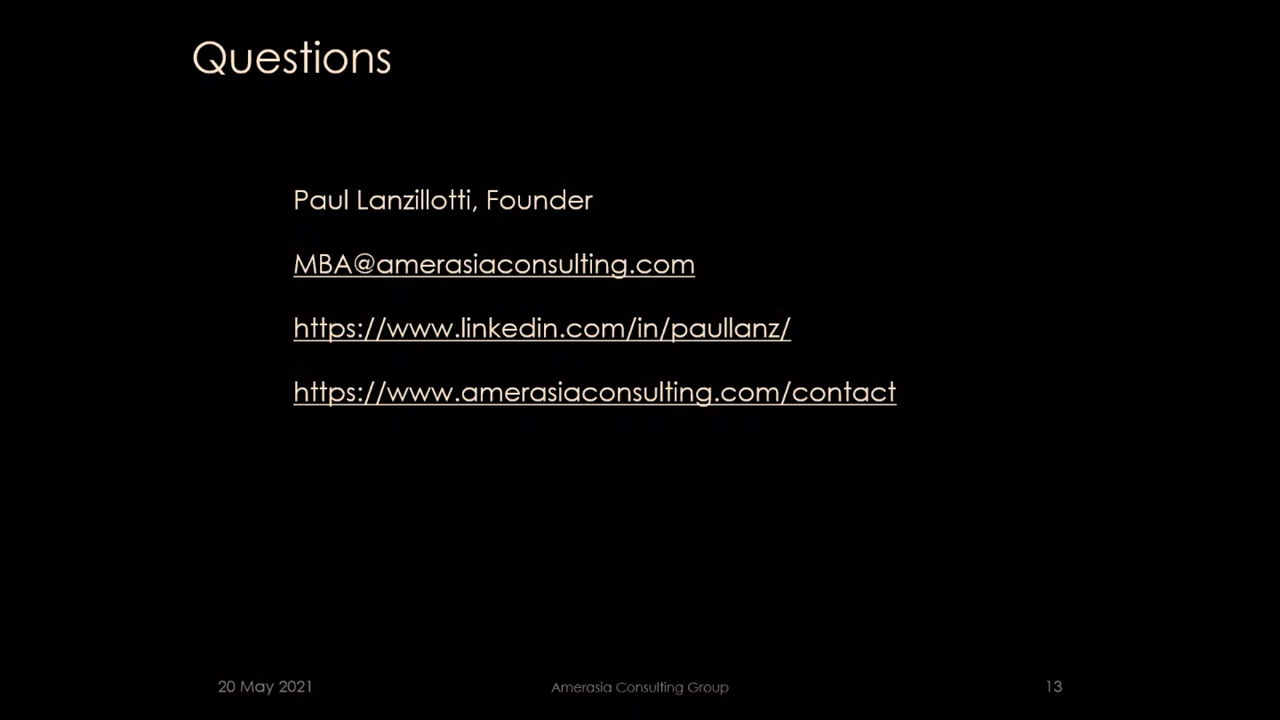 Questions
Paul Lanzillotti, Founder
MBA@amerasiaconsulting.com
https://www.linkedin.com/in/paullanz/
https://www.amerasiaconsulting.com/contact
20 May 2021
Amerasia Consulting Group
13